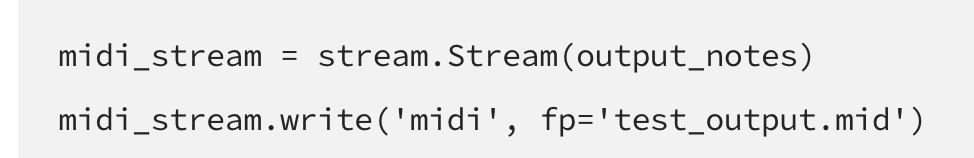 midi_stream = stream.Stream(output_notes)
midi_stream.write('midi', fp='test_output.mid')